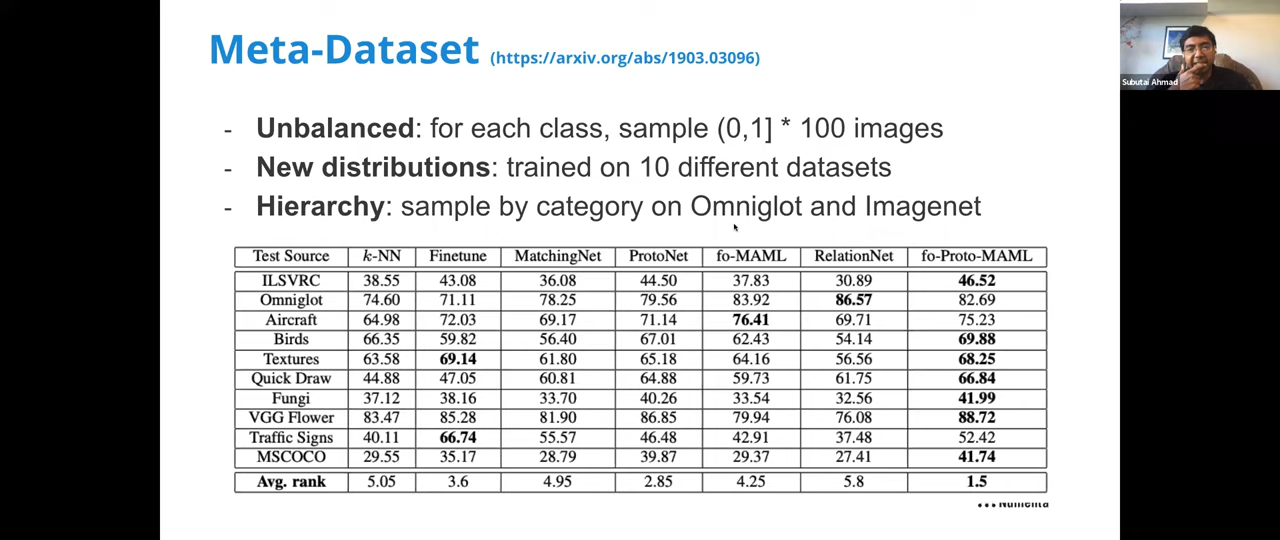 Meta-Dataset (https://arxiv.org/abs/1903.03096)
Subutai Ahmad
- Unbalanced: for each class, sample (0,1] * 100 images
- New distributions: trained on 10 different datasets
- Hierarchy: sample by category on Omniglot and Imagenet
Test Source k-NN Finetune MatchingNet ProtoNet fo-MAML RelationNet fo-Proto-MAML
ILSVRC 38.55 43.08 36.08 44.50 37.83 30.89 46.52
Omniglot 74.60 71.11 78.25 79.56 83.92 86.57 82.69
Aircraft 64.98 72.03 69.17 71.14 76.41 69.71 75.23
Birds 66.35 59.82 56.40 67.01 62.43 54.14 69.88
Textures 63.58 69.14 61.80 65.18 64.16 56.56 68.25
Quick Draw 44.88 47.05 60.81 64.88 59.73 61.75 66.84
Fungi 37.12 38.16 33.70 40.26 33.54 32.56 41.99
VGG Flower 83.47 85.28 81.90 86.85 79.94 76.08 88.72
Traffic Signs 40.11 66.74 55.57 46.48 42.91 37.48 52.42
MSCOCO 29.55 35.17 28.79 39.87 29.37 27.41 41.74
Avg. rank 5.05 3.6 4.95 2.85 4.25 5.8 1.5
Numenta